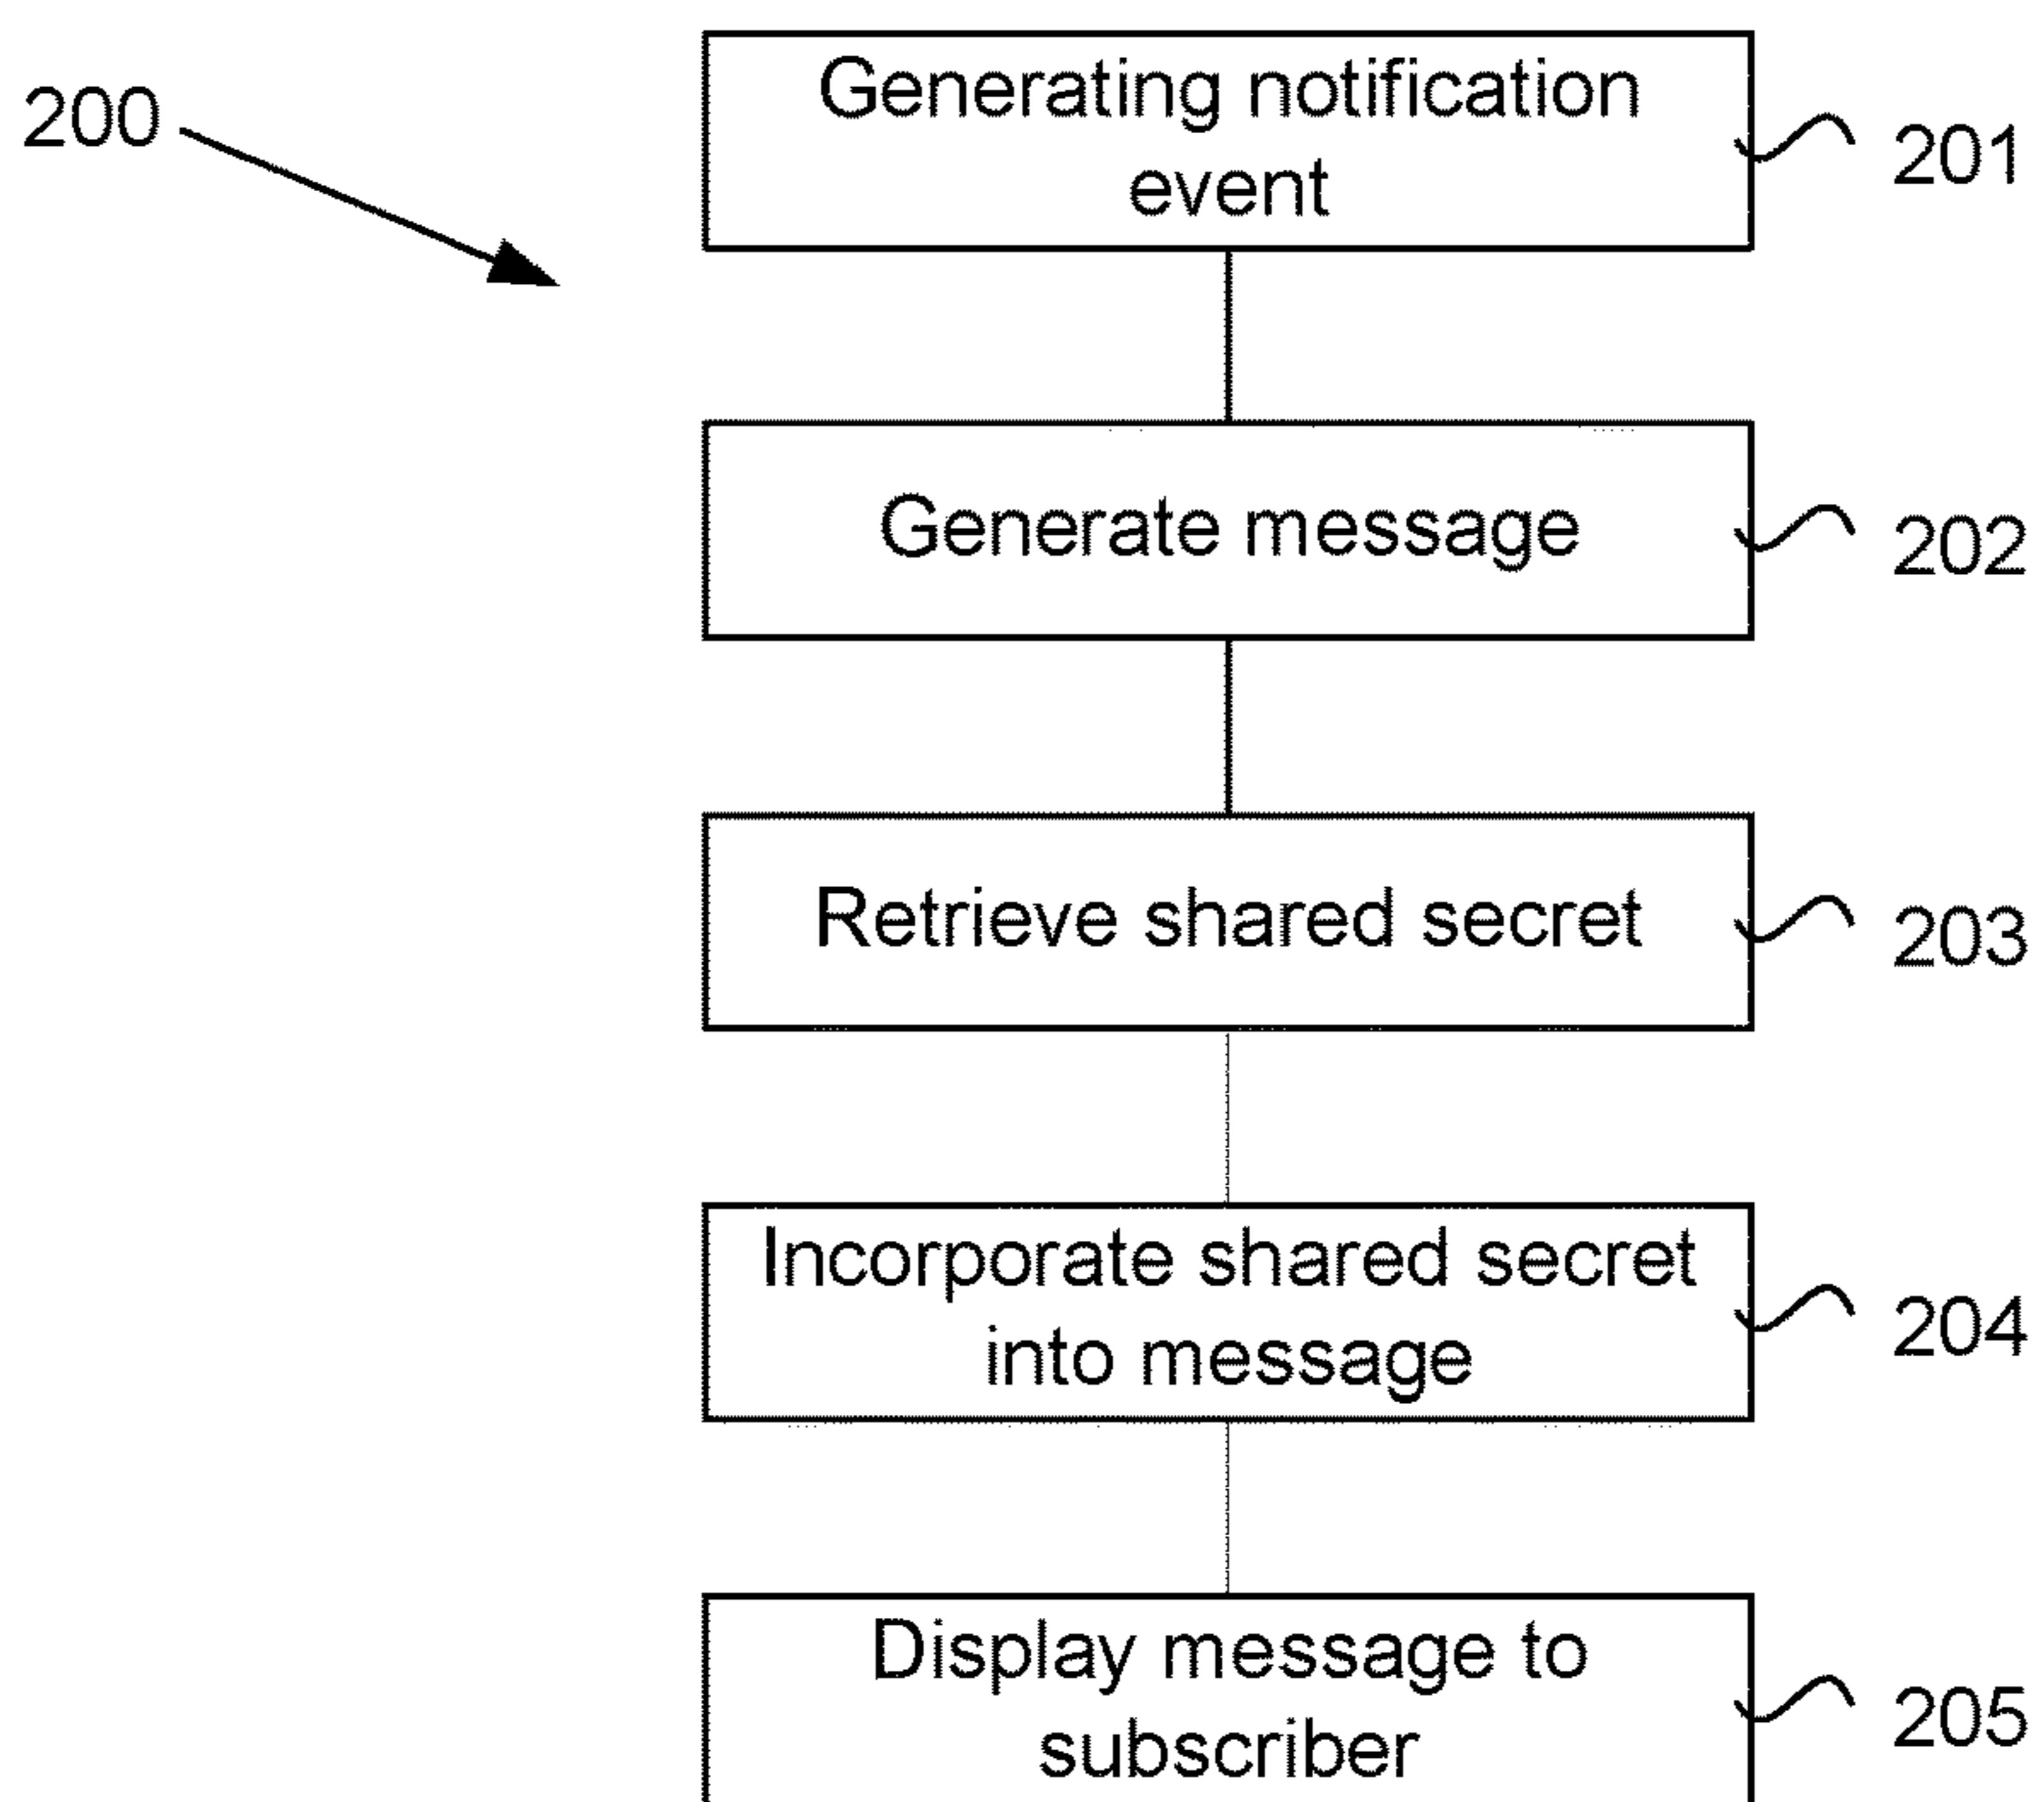 200
Generating notification
event
201
Generate message
202
Retrieve shared secret
203
Incorporate shared secret
into message
204
Display message to
subscriber
205